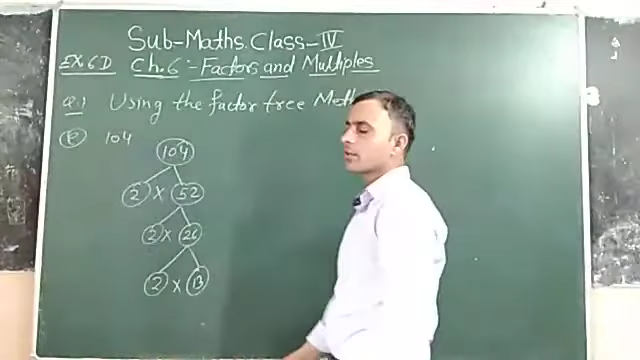 Sub-Maths. Class-IV
EX 6D Ch. 6:- Factors and Multiples
Q.1 Using the factor tree
104
104
2 × 52
2 × 26
2 × 13